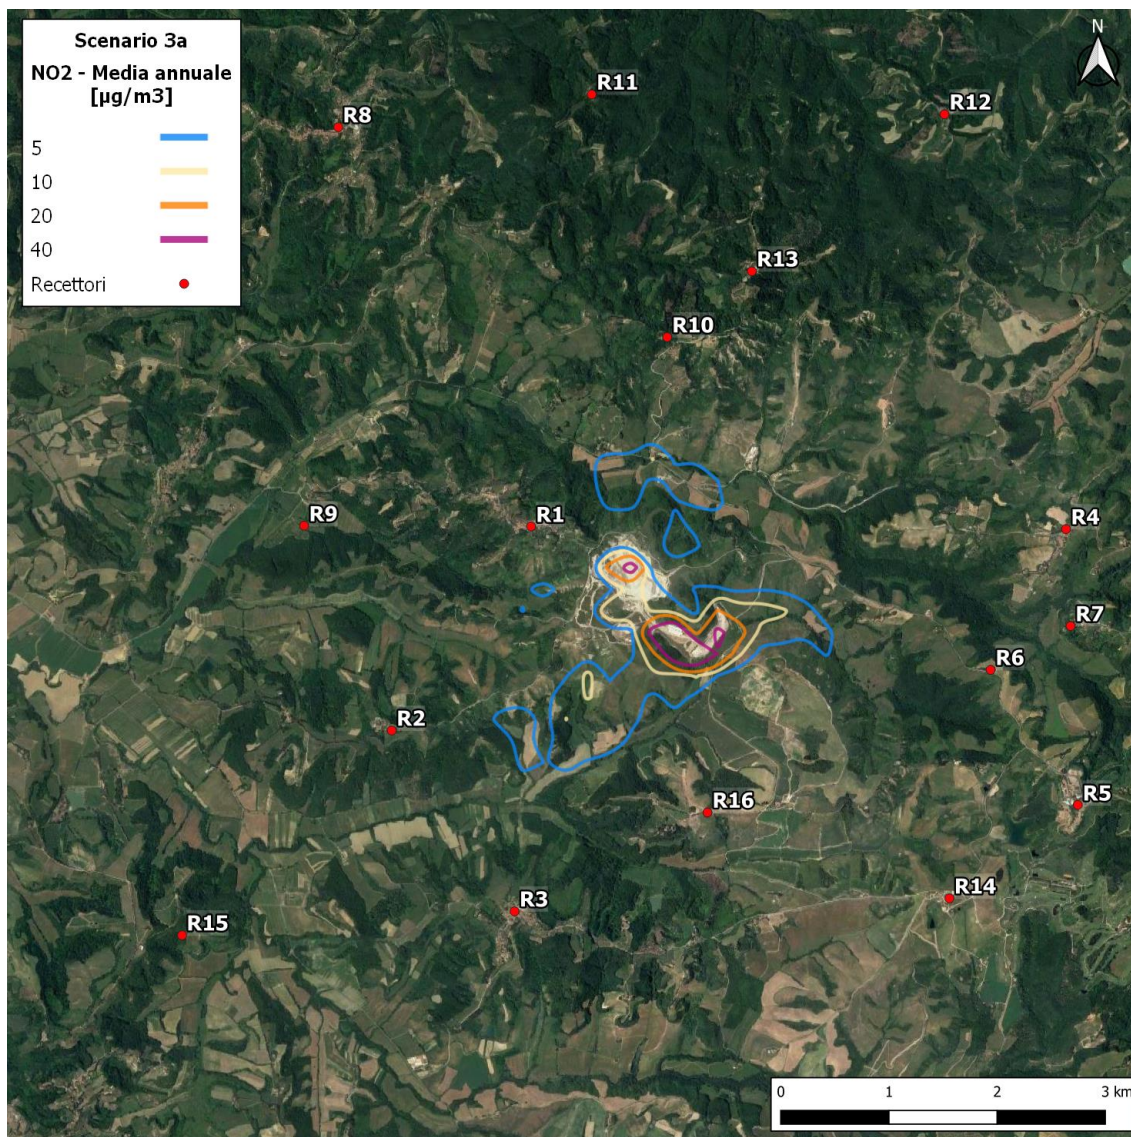 Scenario 3a
NO2 - Media annuale
[µg/m3]
5
10
20
40
Recettori
N
R11
R8
R12
R13
R10
R9
R1
R4
R7
R6
R2
R16
R5
R14
R3
R15
0 1 2 3 km